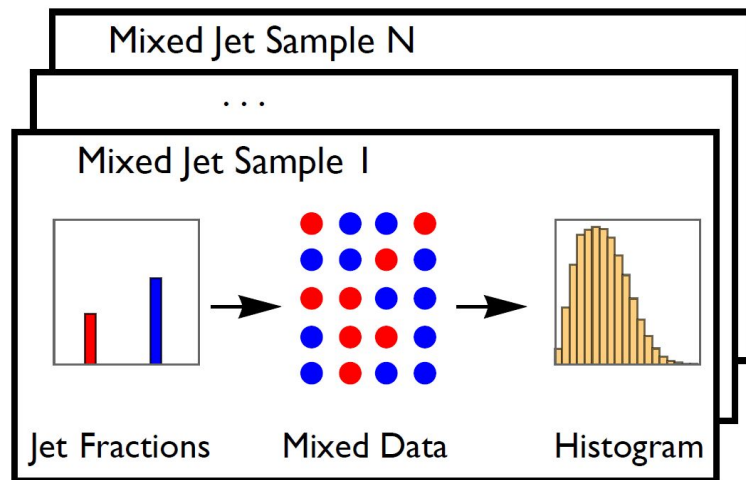 Mixed Jet Sample N
. . .
Mixed Jet Sample 1
Jet Fractions Mixed Data Histogram